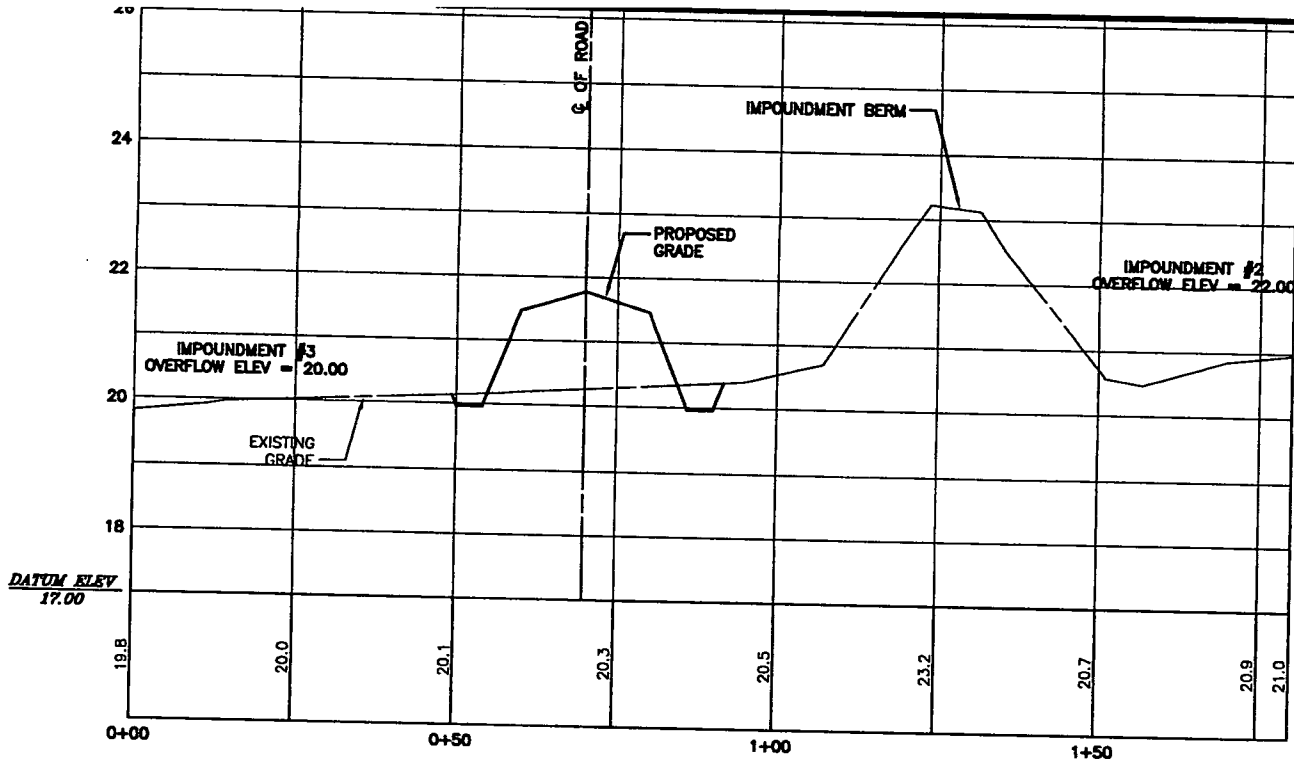 26
℄ OF ROAD
IMPOUNDMENT BERM
24
PROPOSED
GRADE
22
IMPOUNDMENT #2
OVERFLOW ELEV = 22.00
IMPOUNDMENT #3
OVERFLOW ELEV = 20.00
20
EXISTING
GRADE
18
DATUM ELEV
17.00
19.8
20.0
20.1
20.3
20.5
23.2
20.7
20.9
21.0
0+00
0+50
1+00
1+50